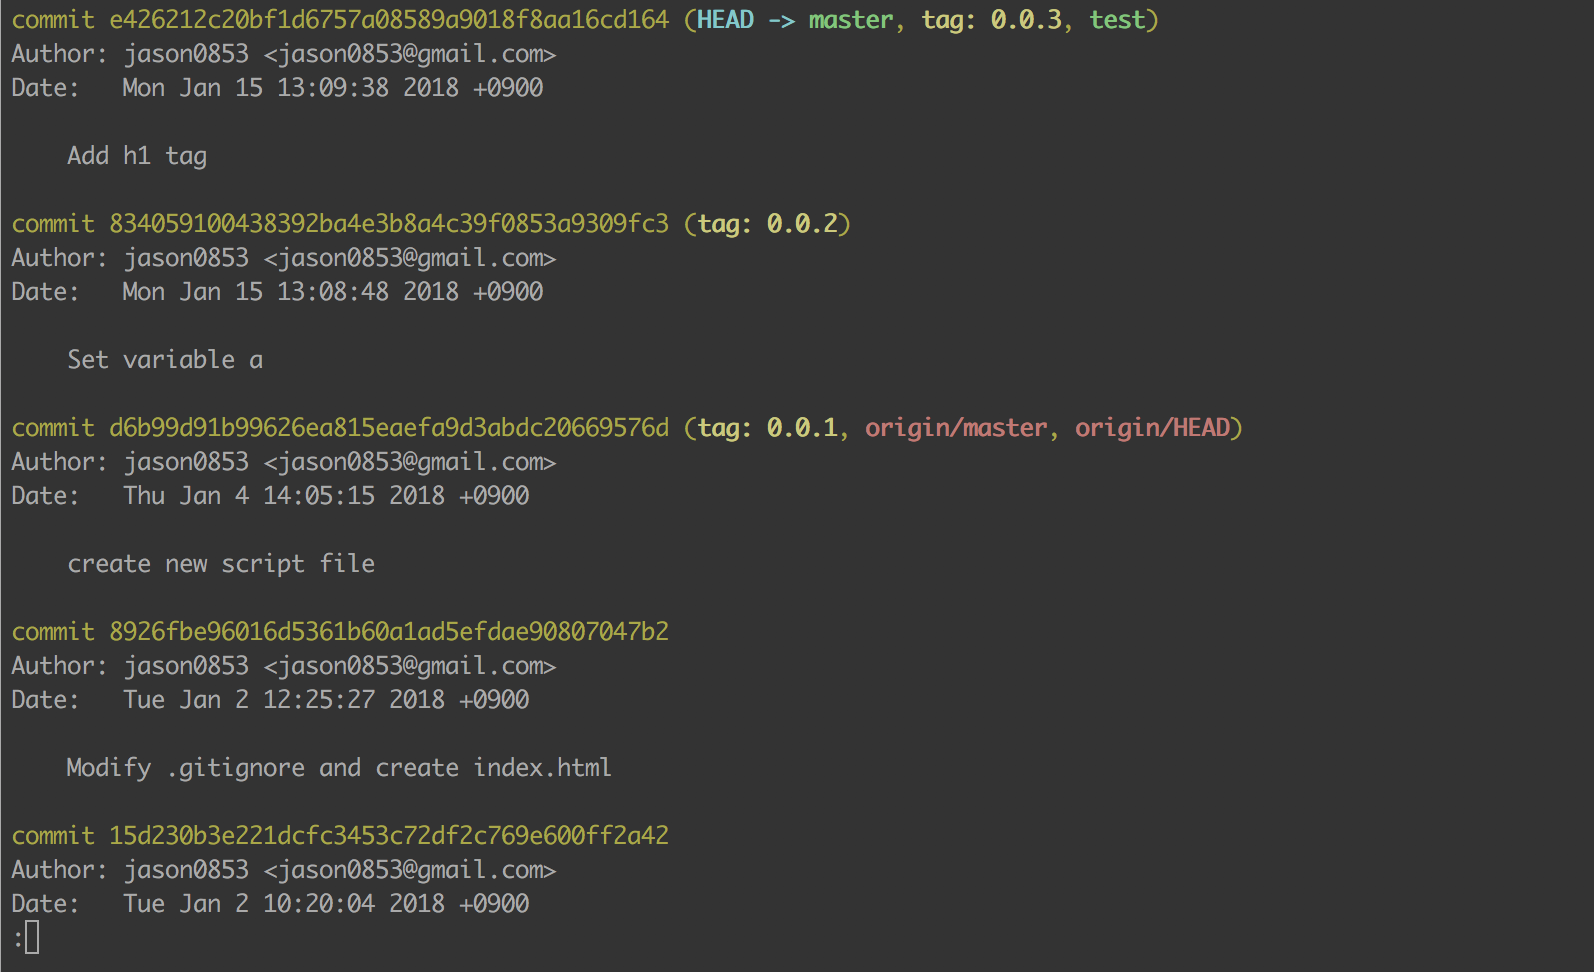 commit e426212c20bf1d6757a08589a9018f8aa16cd164 (HEAD -> master, tag: 0.0.3, test)
Author: jason0853 <jason0853@gmail.com>
Date:   Mon Jan 15 13:09:38 2018 +0900
    Add h1 tag
commit 834059100438392ba4e3b8a4c39f0853a9309fc3 (tag: 0.0.2)
Author: jason0853 <jason0853@gmail.com>
Date:   Mon Jan 15 13:08:48 2018 +0900
    Set variable a
commit d6b99d91b99626ea815eaefa9d3abdc20669576d (tag: 0.0.1, origin/master, origin/HEAD)
Author: jason0853 <jason0853@gmail.com>
Date:   Thu Jan 4 14:05:15 2018 +0900
    create new script file
commit 8926fbe96016d5361b60a1ad5efdae90807047b2
Author: jason0853 <jason0853@gmail.com>
Date:   Tue Jan 2 12:25:27 2018 +0900
    Modify .gitignore and create index.html
commit 15d230b3e221dcfc3453c72df2c769e600ff2a42
Author: jason0853 <jason0853@gmail.com>
Date:   Tue Jan 2 10:20:04 2018 +0900
: